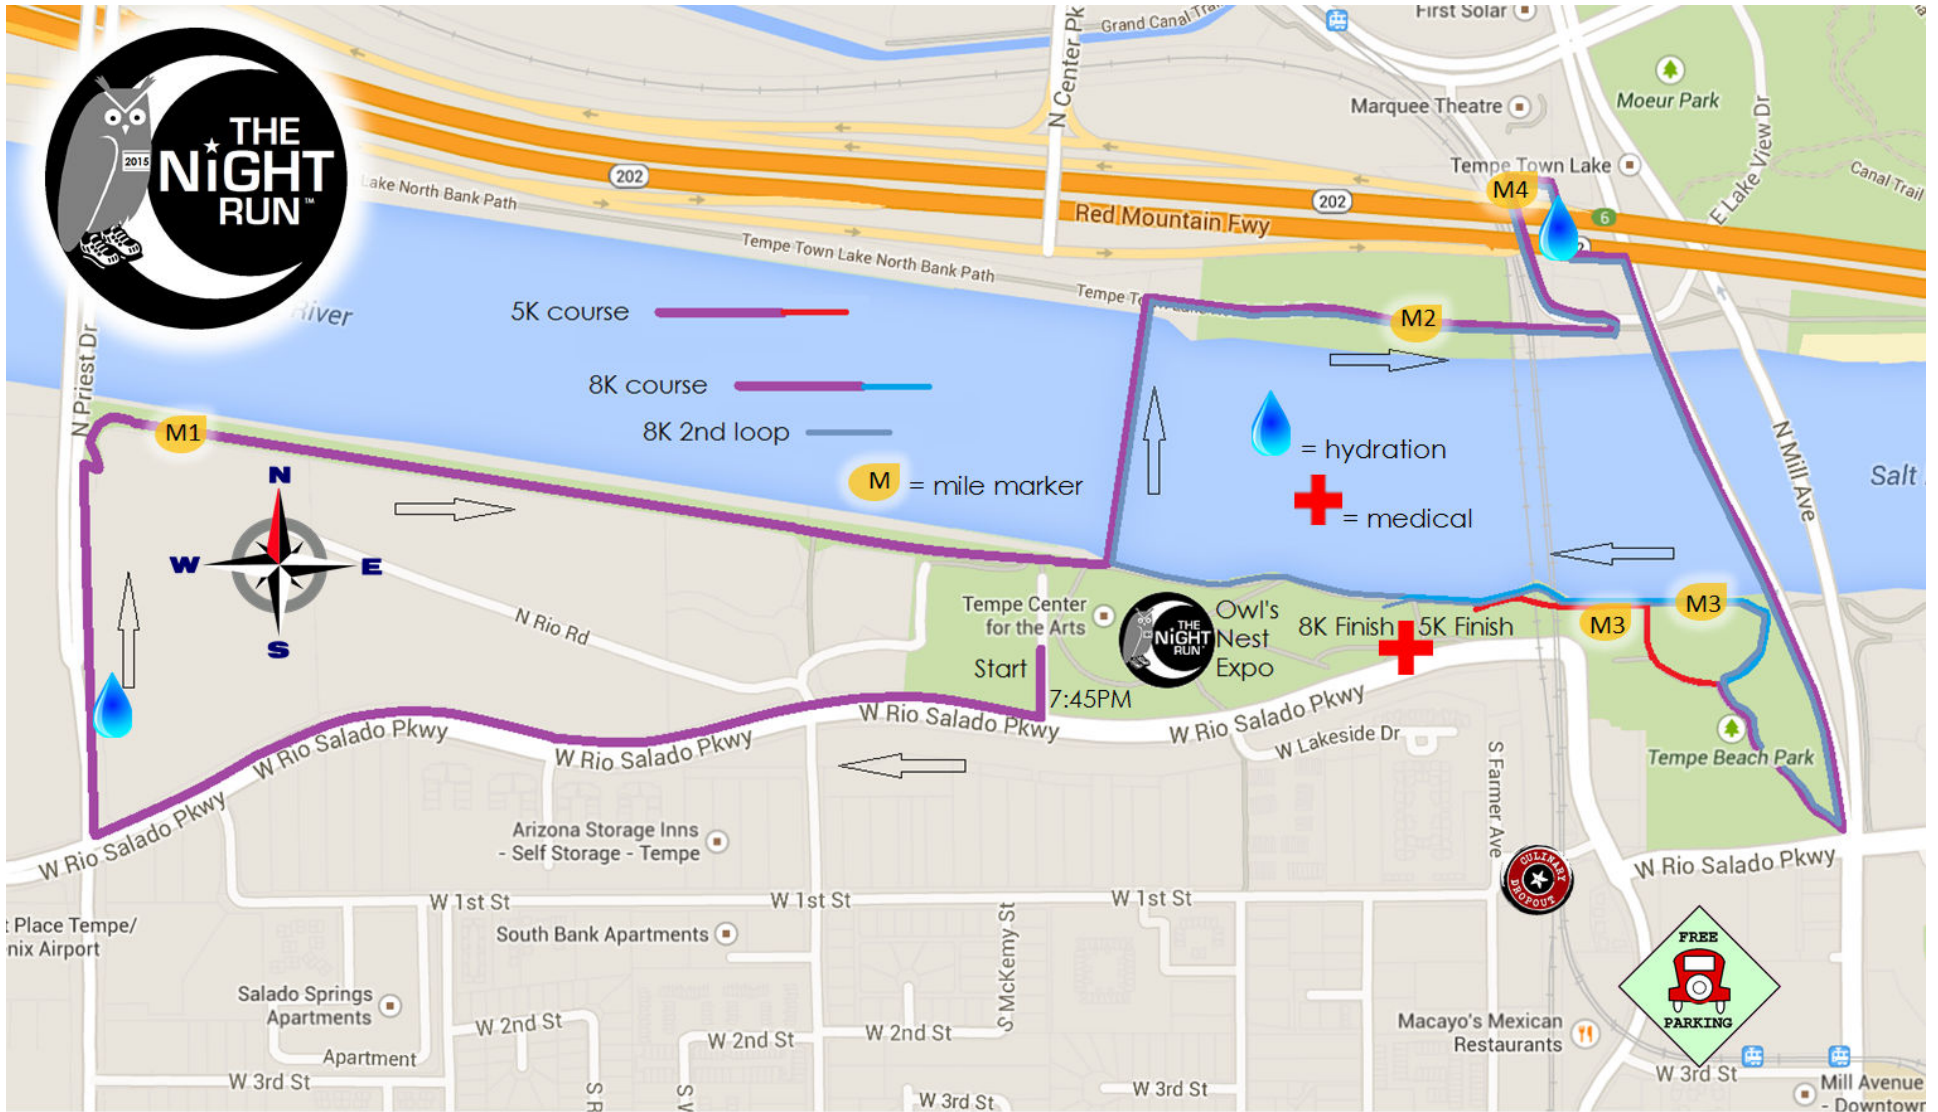 THE
NiGHT
RUN™
2015
Grand Canal Tra
N Center Pk
First Solar
Moeur Park
Marquee Theatre
Tempe Town Lake
E Lake View Dr
Canal Trail
202
202
6
Red Mountain Fwy
Lake North Bank Path
Tempe Town Lake North Bank Path
M4
River
5K course
8K course
8K 2nd loop
M = mile marker
M2
= hydration
= medical
N Priest Dr
M1
N
W
E
S
N Rio Rd
N Mill Ave
Salt
Tempe Center
for the Arts
Start
7:45PM
THE
NiGHT
RUN
Owl's
Nest
Expo
8K Finish
5K Finish
M3
M3
Tempe Beach Park
W Rio Salado Pkwy
W Rio Salado Pkwy
W Rio Salado Pkwy
W Rio Salado Pkwy
W Rio Salado Pkwy
W Rio Salado Pkwy
W Lakeside Dr
S Farmer Ave
CULINARY
DROPOUT
Arizona Storage Inns
- Self Storage - Tempe
W 1st St
W 1st St
W 1st St
t Place Tempe/
nix Airport
South Bank Apartments
S McKemy St
FREE
PARKING
Salado Springs
Apartments
Apartment
W 2nd St
W 2nd St
W 2nd St
Macayo's Mexican
Restaurants
W 3rd St
W 3rd St
W 3rd St
W 3rd St
Mill Avenue
- Downtown